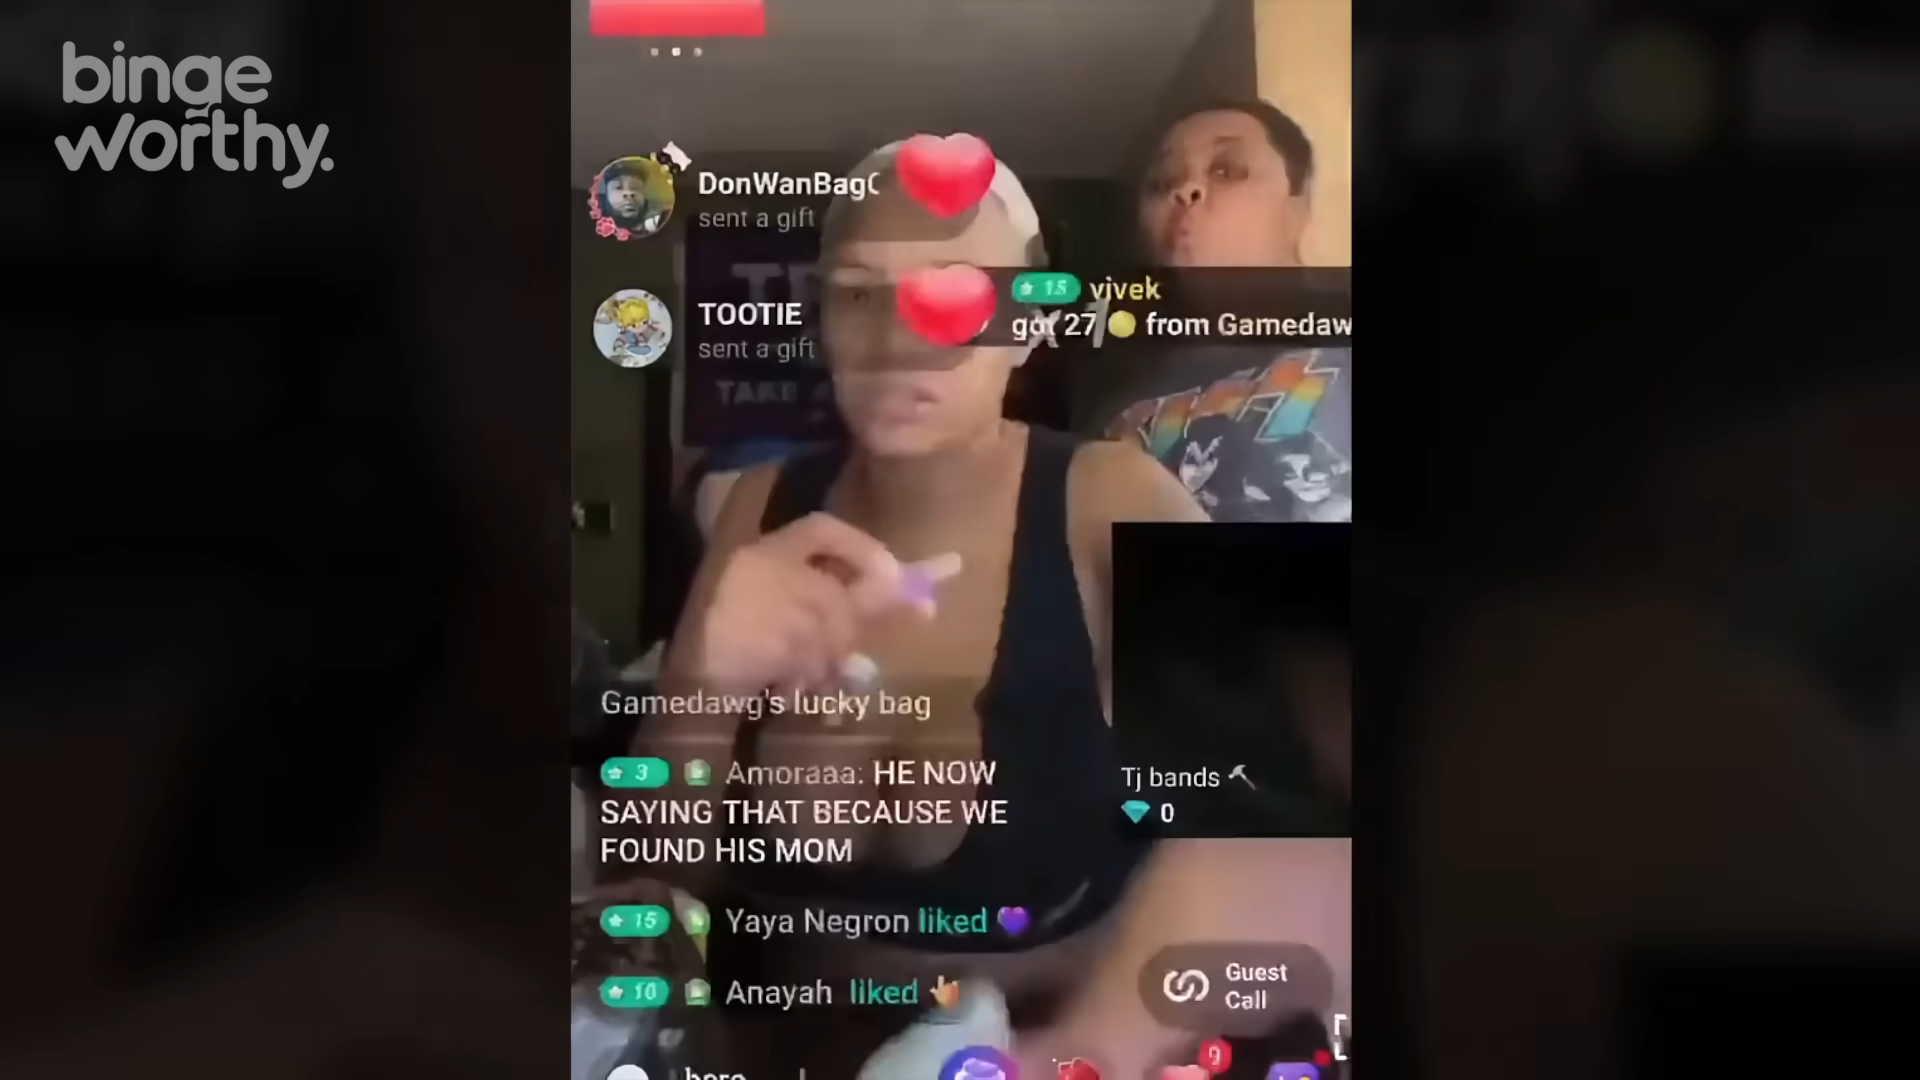 binge
worthy.
DonWanBag
sent a gift
TOOTIE
sent a gift
15 vivek
got 27 from Gamedaw
TAKE
Gamedawg's lucky bag
3 Amoraaa: HE NOW
SAYING THAT BECAUSE WE
FOUND HIS MOM
Tj bands
0
15 Yaya Negron liked
10 Anayah liked
Guest
Call
9